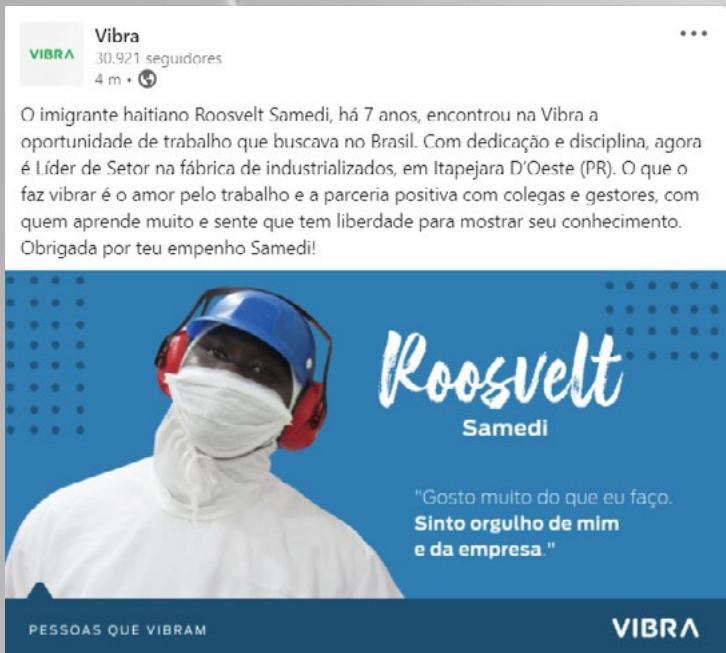 VIBRA
Vibra
30.921 seguidores
4 m •
O imigrante haitiano Roosvelt Samedi, há 7 anos, encontrou na Vibra a
oportunidade de trabalho que buscava no Brasil. Com dedicação e disciplina, agora
é Líder de Setor na fábrica de industrializados, em Itapejara D'Oeste (PR). O que o
faz vibrar é o amor pelo trabalho e a parceria positiva com colegas e gestores, com
quem aprende muito e sente que tem liberdade para mostrar seu conhecimento.
Obrigada por teu empenho Samedi!
Roosvelt
Samedi
"Gosto muito do que eu faço.
Sinto orgulho de mim
e da empresa."
PESSOAS QUE VIBRAM
VIBRA